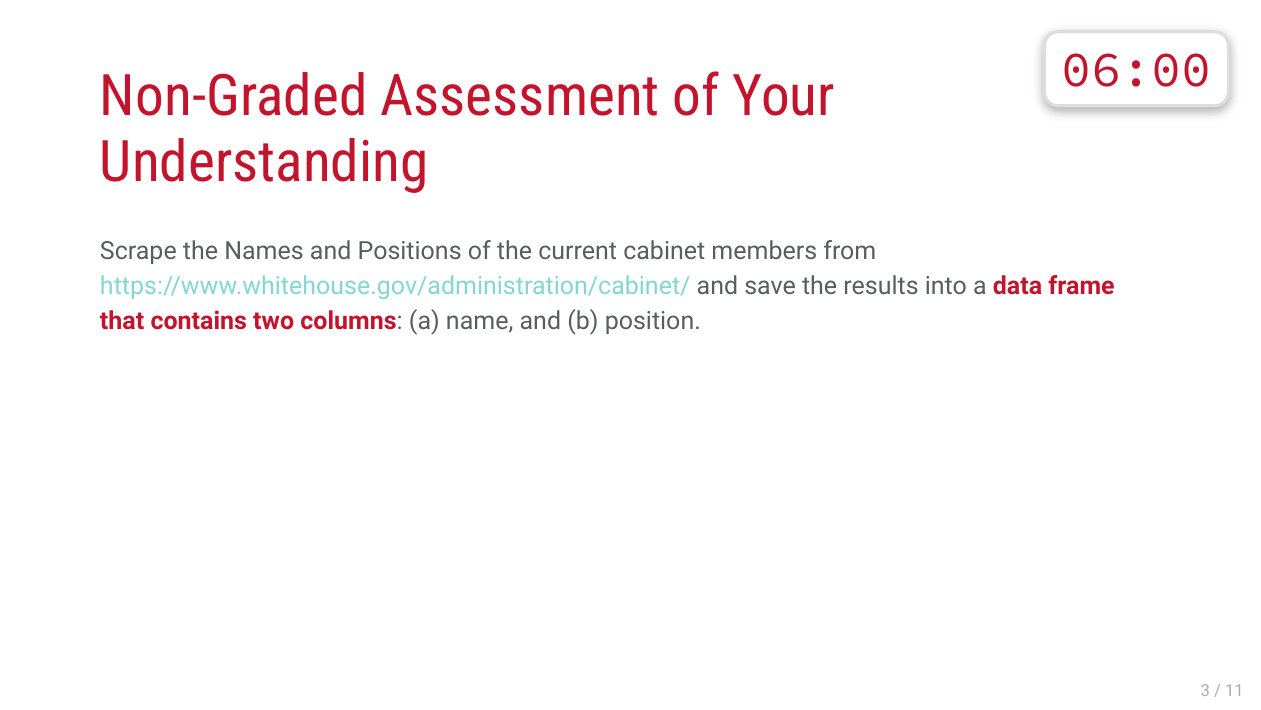 Non-Graded Assessment of Your
Understanding
06:00
Scrape the Names and Positions of the current cabinet members from
https://www.whitehouse.gov/administration/cabinet/ and save the results into a data frame
that contains two columns: (a) name, and (b) position.
3 / 11